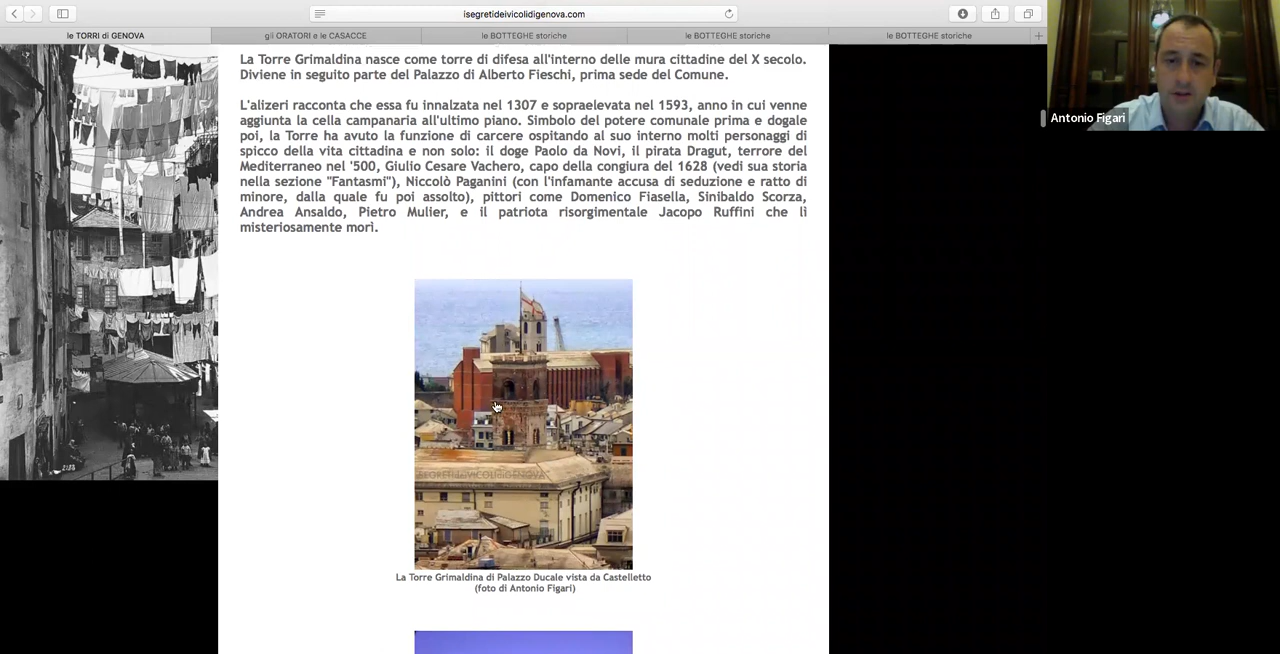 isegretideivicolidigenova.com
le TORRI di GENOVA
gli ORATORI e le CASACCE
le BOTTEGHE storiche
le BOTTEGHE storiche
le BOTTEGHE storiche
Antonio Figari
La Torre Grimaldina nasce come torre di difesa all'interno delle mura cittadine del X secolo.
Diviene in seguito parte del Palazzo di Alberto Fieschi, prima sede del Comune.
L'alizeri racconta che essa fu innalzata nel 1307 e sopraelevata nel 1593, anno in cui venne
aggiunta la cella campanaria all'ultimo piano. Simbolo del potere comunale prima e dogale
poi, la Torre ha avuto la funzione di carcere ospitando al suo interno molti personaggi di
spicco della vita cittadina e non solo: il doge Paolo da Novi, il pirata Dragut, terrore del
Mediterraneo nel '500, Giulio Cesare Vachero, capo della congiura del 1628 (vedi sua storia
nella sezione "Fantasmi"), Niccolò Paganini (con l'infamante accusa di seduzione e ratto di
minore, dalla quale fu poi assolto), pittori come Domenico Fiasella, Sinibaldo Scorza,
Andrea Ansaldo, Pietro Mulier, e il patriota risorgimentale Jacopo Ruffini che lì
misteriosamente morì.
iSEGRETIdeiVICOLIdiGENOVA
La Torre Grimaldina di Palazzo Ducale vista da Castelletto
(foto di Antonio Figari)